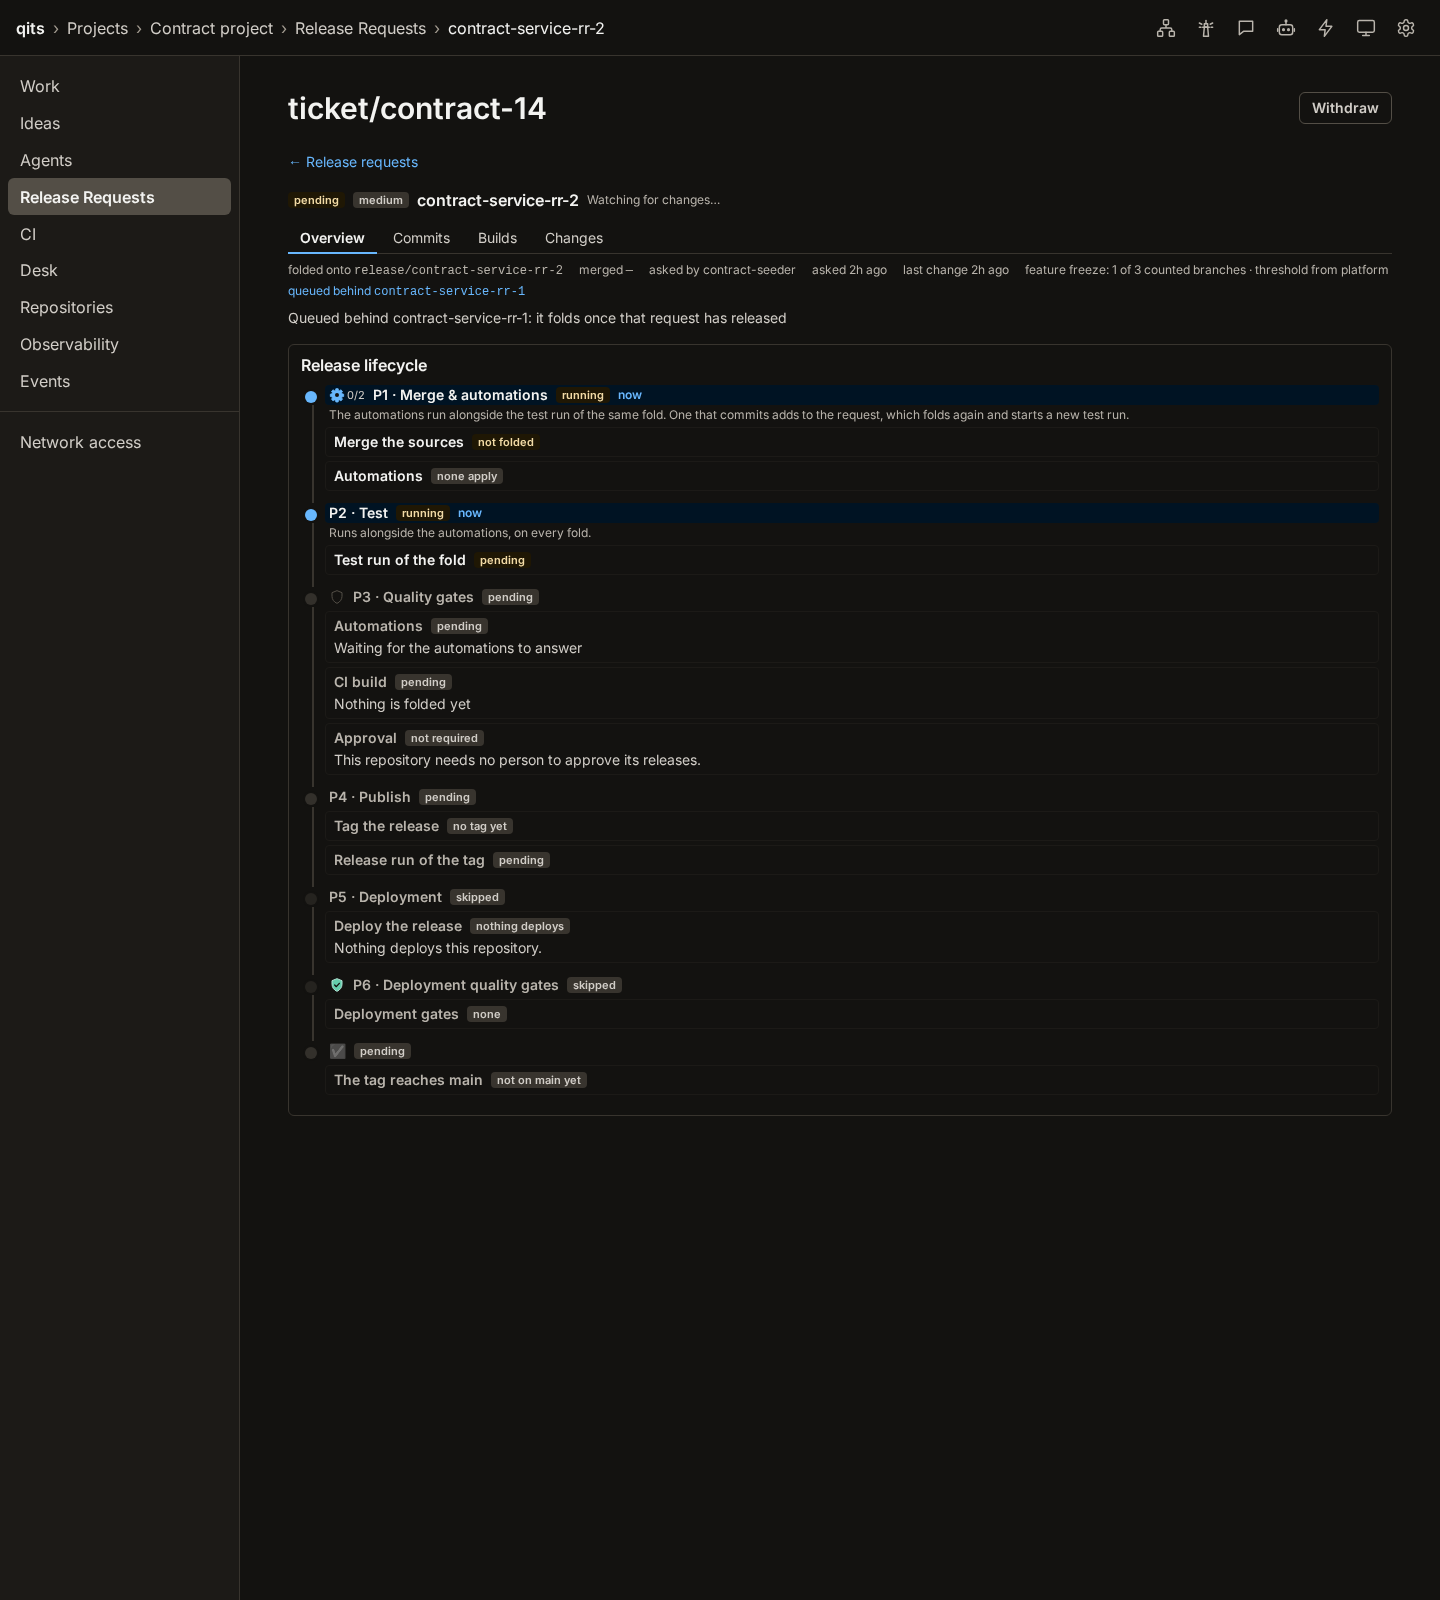 qits › Projects › Contract project › Release Requests › contract-service-rr-2
Work
Ideas
Agents
Release Requests
CI
Desk
Repositories
Observability
Events
Network access
ticket/contract-14
Withdraw
← Release requests
pending medium contract-service-rr-2 Watching for changes…
Overview Commits Builds Changes
folded onto release/contract-service-rr-2 merged — asked by contract-seeder asked 2h ago last change 2h ago feature freeze: 1 of 3 counted branches · threshold from platform
queued behind contract-service-rr-1
Queued behind contract-service-rr-1: it folds once that request has released
Release lifecycle
0/2 P1 · Merge & automations running now
The automations run alongside the test run of the same fold. One that commits adds to the request, which folds again and starts a new test run.
Merge the sources not folded
Automations none apply
P2 · Test running now
Runs alongside the automations, on every fold.
Test run of the fold pending
P3 · Quality gates pending
Automations pending
Waiting for the automations to answer
CI build pending
Nothing is folded yet
Approval not required
This repository needs no person to approve its releases.
P4 · Publish pending
Tag the release no tag yet
Release run of the tag pending
P5 · Deployment skipped
Deploy the release nothing deploys
Nothing deploys this repository.
P6 · Deployment quality gates skipped
Deployment gates none
pending
The tag reaches main not on main yet